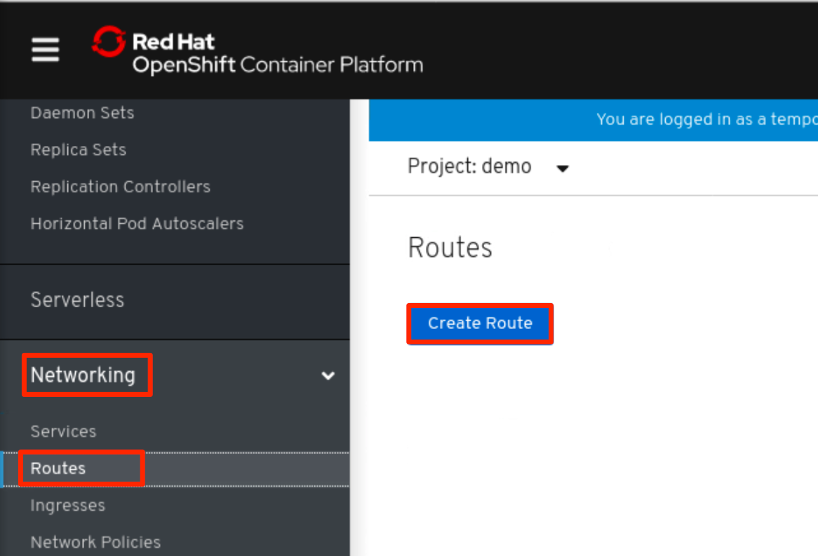 Red Hat
OpenShift Container Platform
Daemon Sets
Replica Sets
Replication Controllers
Horizontal Pod Autoscalers
Serverless
Networking
Services
Routes
Ingresses
Network Policies
You are logged in as a tempo
Project: demo
Routes
Create Route